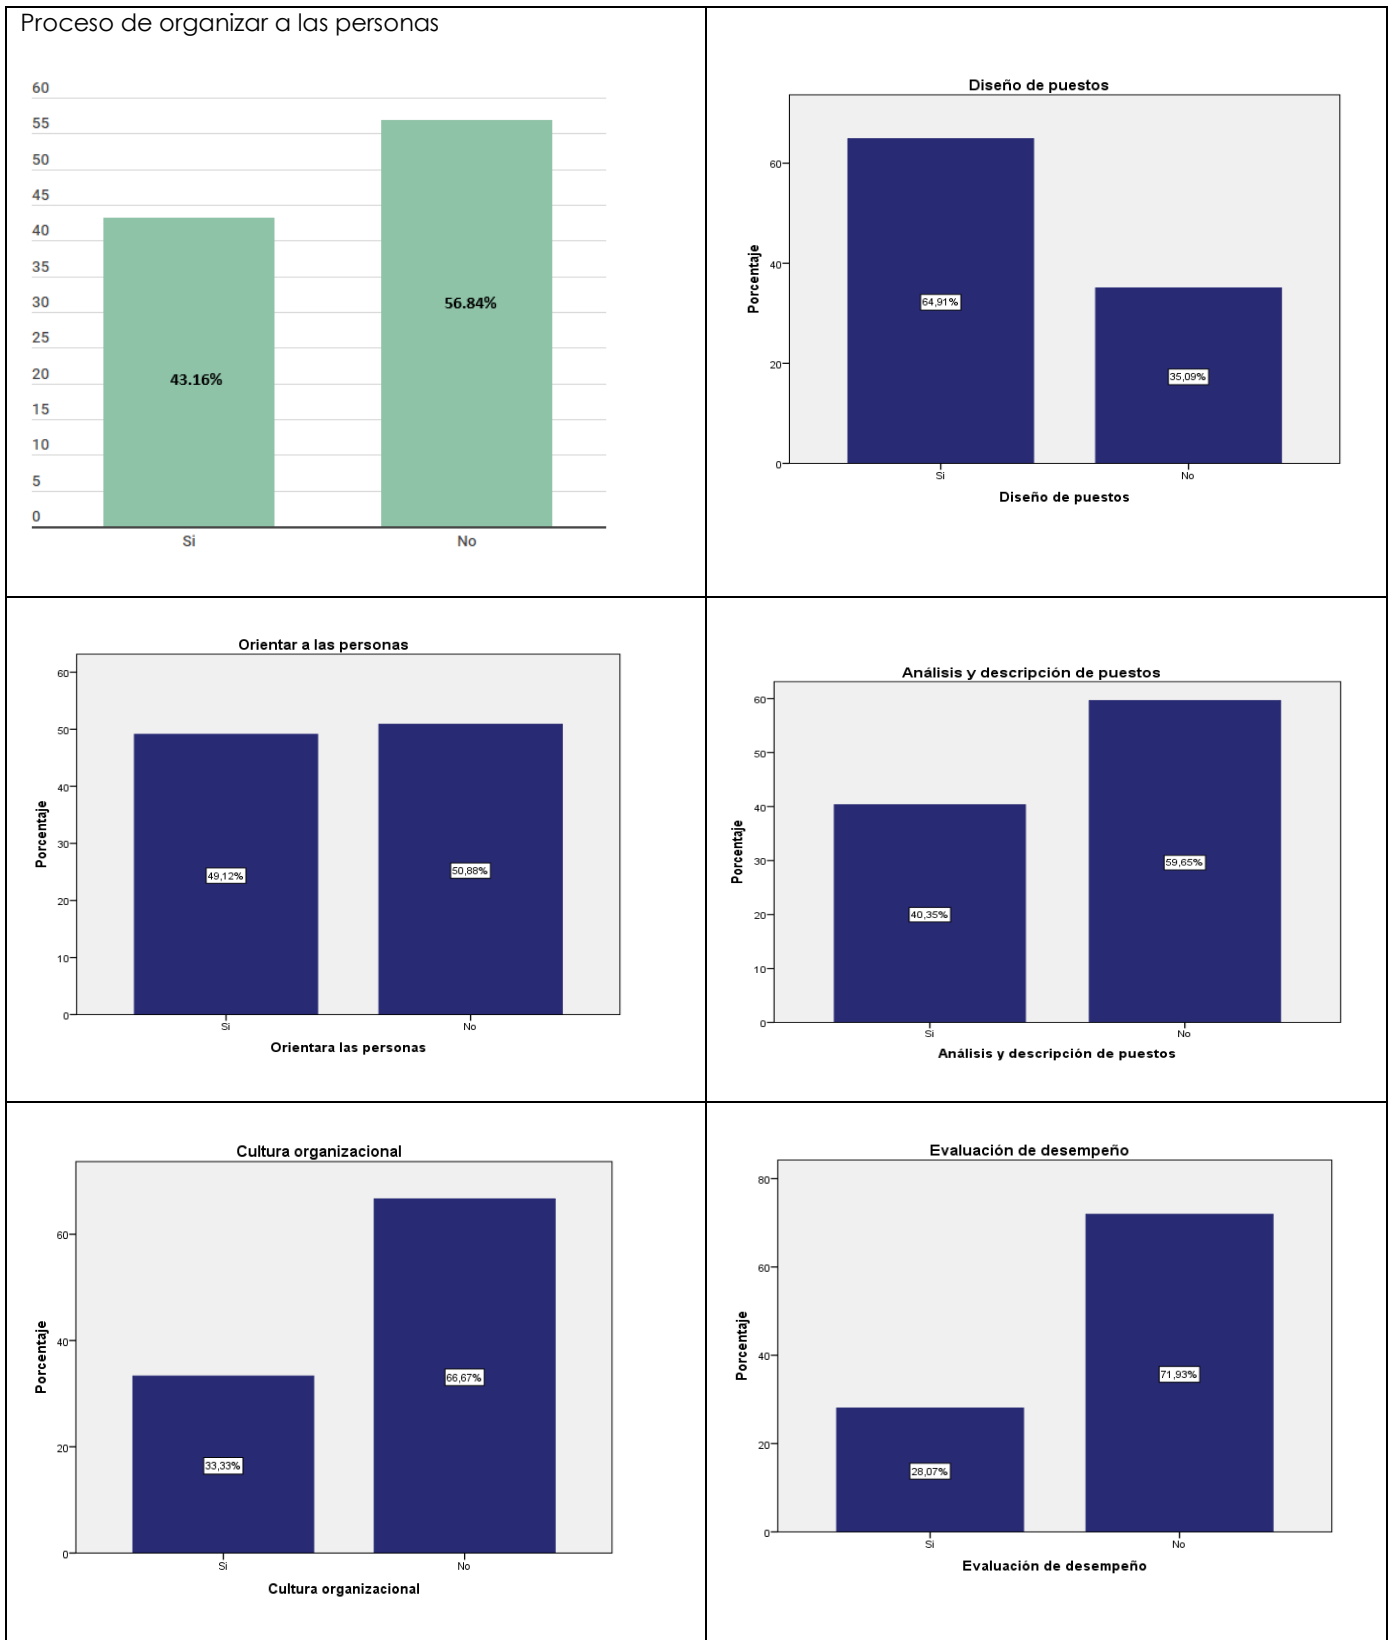 Proceso de organizar a las personas
60
55
50
45
40
35
30
25
20
15
10
5
0
56.84%
43.16%
Si No
Diseño de puestos
Porcentaje
60
40
20
0
64,91%
35,09%
Si No
Diseño de puestos
Orientar a las personas
Porcentaje
60
50
40
30
20
10
0
49,12%
50,88%
Si No
Orientara las personas
Análisis y descripción de puestos
Porcentaje
60
50
40
30
20
10
0
40,35%
59,65%
Si No
Análisis y descripción de puestos
Cultura organizacional
Porcentaje
60
40
20
0
33,33%
66,67%
Si No
Cultura organizacional
Evaluación de desempeño
Porcentaje
80
60
40
20
0
28,07%
71,93%
Si No
Evaluación de desempeño